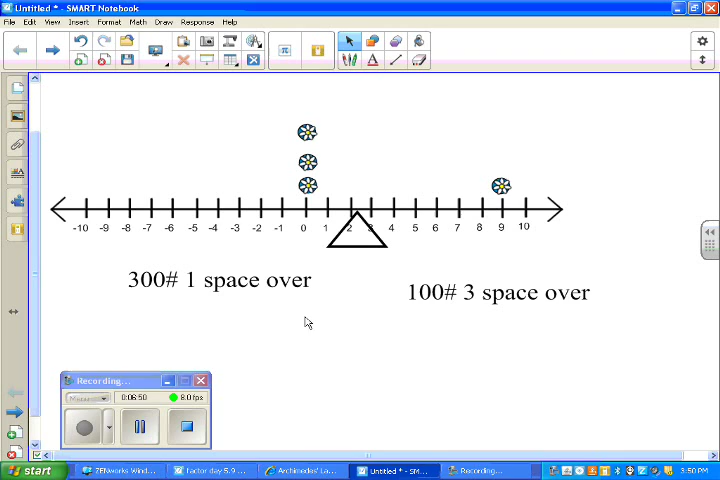 Untitled * - SMART Notebook
File Edit View Insert Format Math Draw Response Help
-10 -9 -8 -7 -6 -5 -4 -3 -2 -1 0 1 2 3 4 5 6 7 8 9 10
300# 1 space over
100# 3 space over
Recording...
0:06:50 8.0 fps
start ZENworks Wind... factor day 5.9 ... Archimedes' La... Untitled * - SM... Recording... 3:50 PM